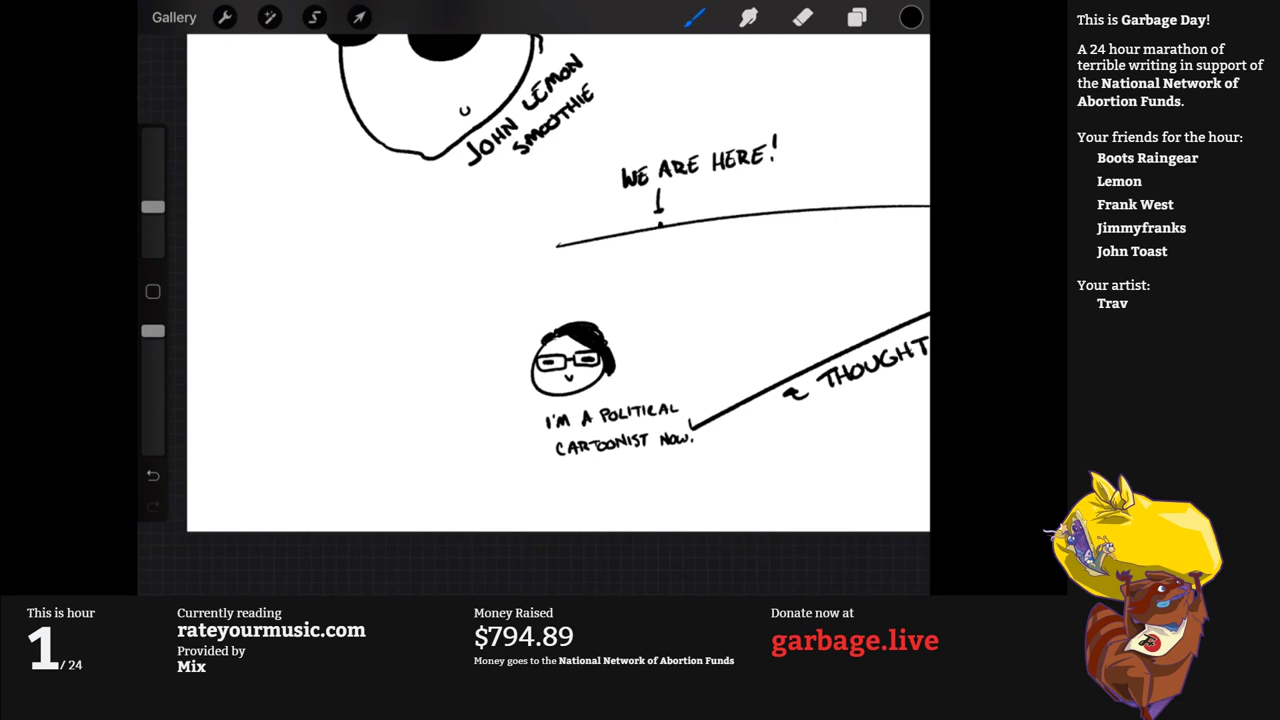 Gallery
JOHN LEMON
SMOOTHIE
WE ARE HERE!
THOUGHT
I'M A POLITICAL
CARTOONIST NOW.
This is Garbage Day!
A 24 hour marathon of
terrible writing in support of
the National Network of
Abortion Funds.
Your friends for the hour:
Boots Raingear
Lemon
Frank West
Jimmyfranks
John Toast
Your artist:
Trav
This is hour
1 / 24
Currently reading
rateyourmusic.com
Provided by
Mix
Money Raised
$794.89
Money goes to the National Network of Abortion Funds
Donate now at
garbage.live